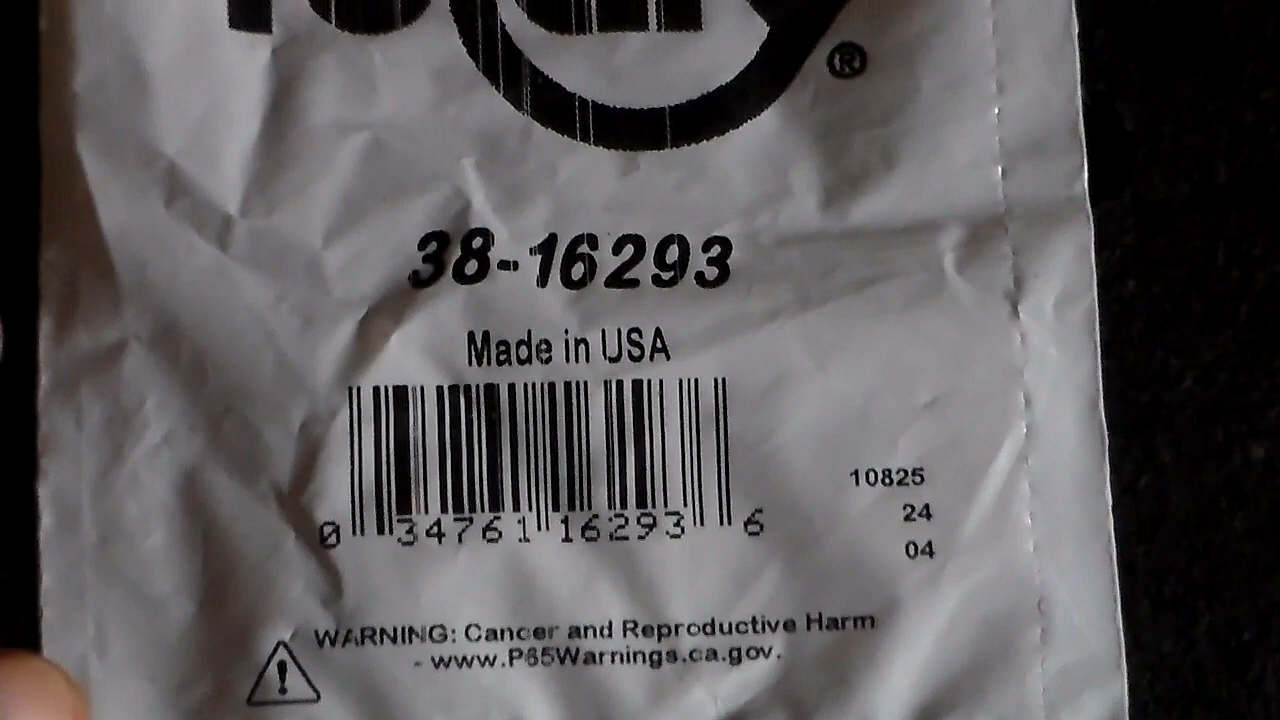 ®
38-16293
Made in USA
0 34761 16293 6
10825
24
04
WARNING: Cancer and Reproductive Harm
- www.P65Warnings.ca.gov.